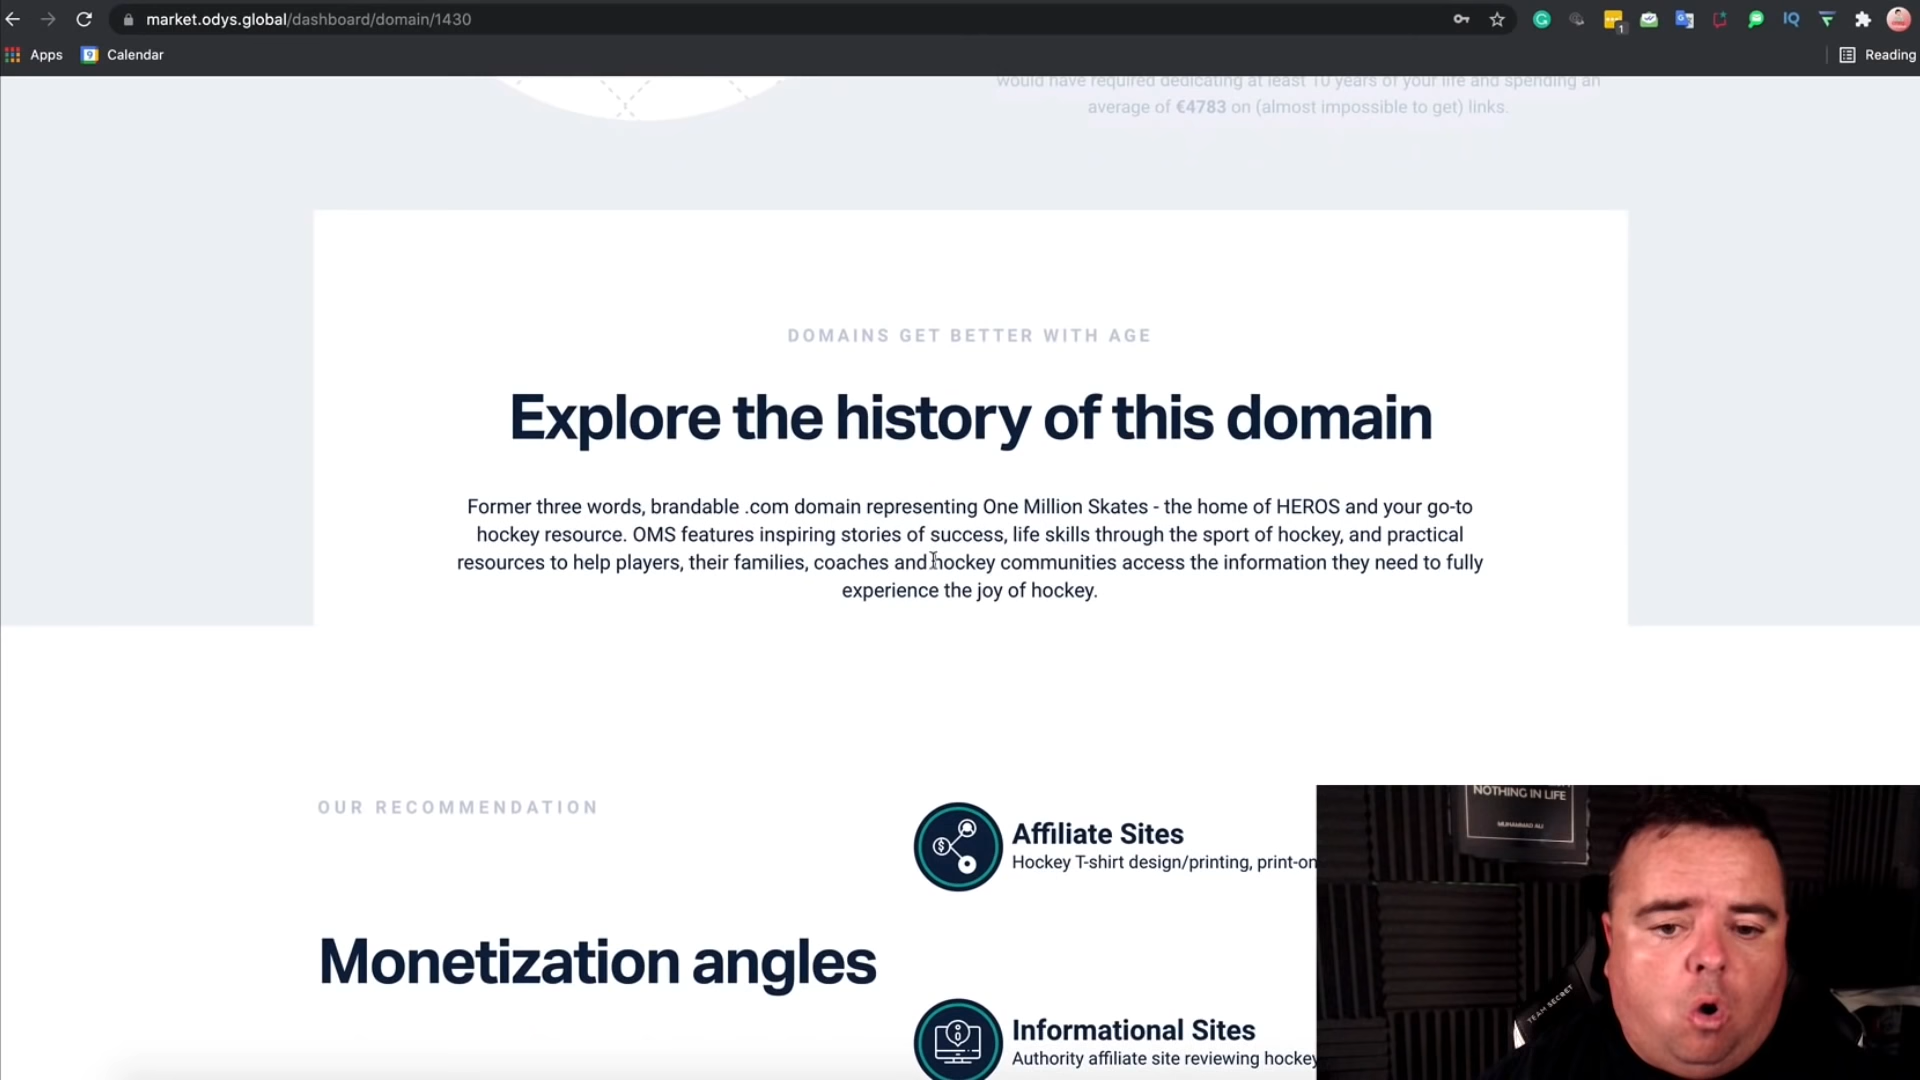 market.odys.global/dashboard/domain/1430
1
IQ
Apps
9
Calendar
Reading
would have required dedicating at least 10 years of your life and spending an
average of €4783 on (almost impossible to get) links.
DOMAINS GET BETTER WITH AGE
Explore the history of this domain
Former three words, brandable .com domain representing One Million Skates - the home of HEROS and your go-to
hockey resource. OMS features inspiring stories of success, life skills through the sport of hockey, and practical
resources to help players, their families, coaches and hockey communities access the information they need to fully
experience the joy of hockey.
OUR RECOMMENDATION
Affiliate Sites
Hockey T-shirt design/printing, print-on
Monetization angles
Informational Sites
Authority affiliate site reviewing hockey
NOTHING IN LIFE
MUHAMMAD ALI
TEAM SECRET